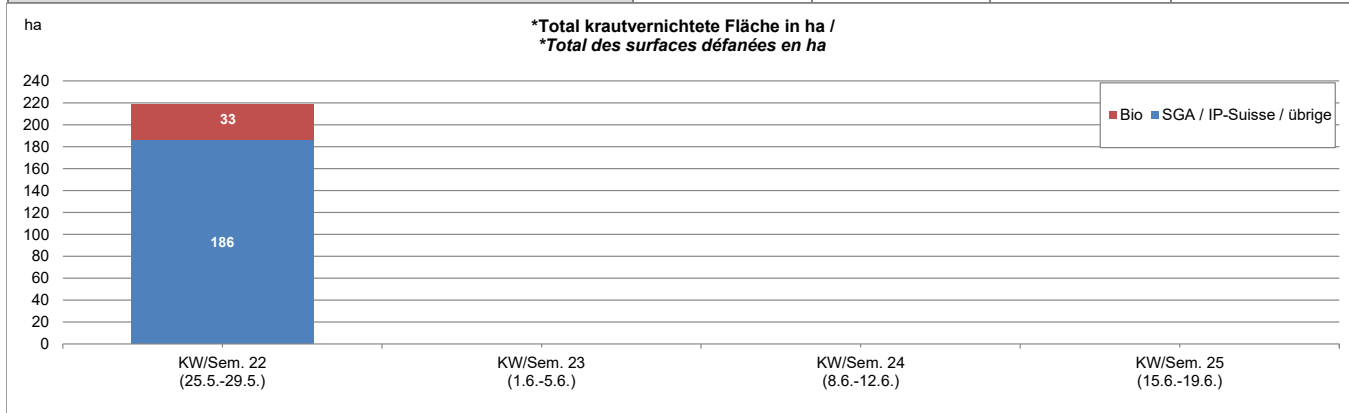 ha
*Total krautvernichtete Fläche in ha /
*Total des surfaces défanées en ha
240
220
200
180
160
140
120
100
80
60
40
20
0
33
186
Bio SGA / IP-Suisse / übrige
KW/Sem. 22
(25.5.-29.5.)
KW/Sem. 23
(1.6.-5.6.)
KW/Sem. 24
(8.6.-12.6.)
KW/Sem. 25
(15.6.-19.6.)